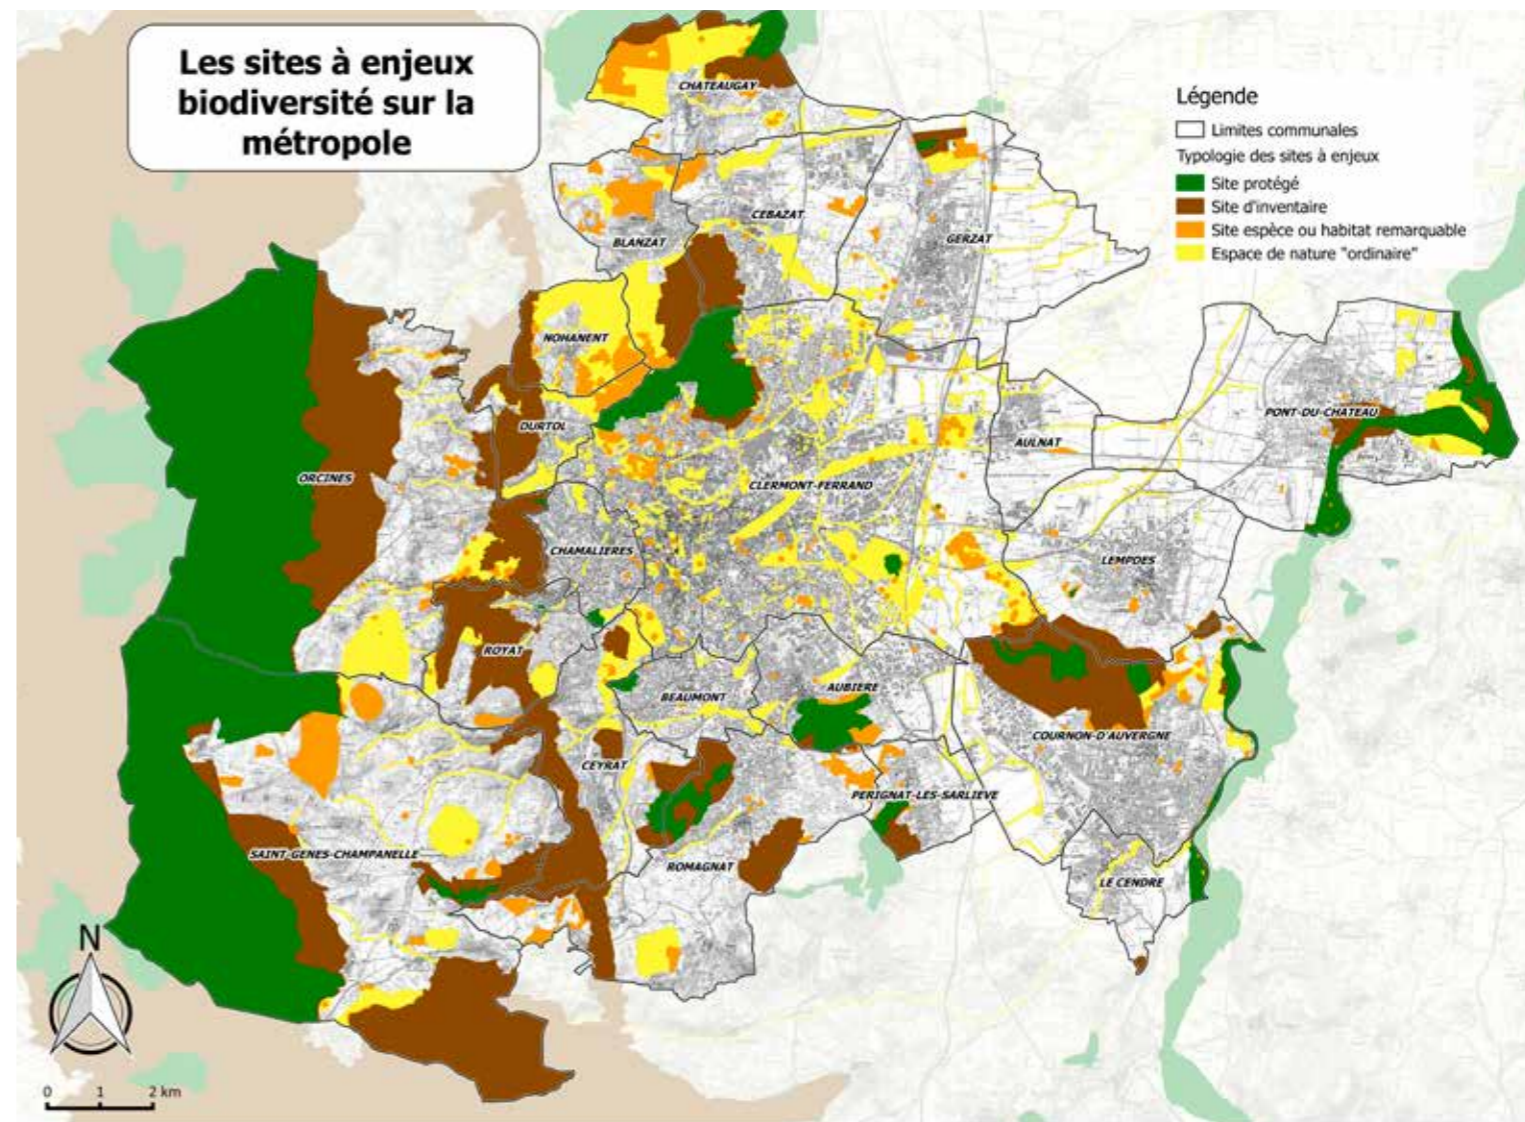 Les sites à enjeux
biodiversité sur la
métropole
Légende
Limites communales
Typologie des sites à enjeux
Site protégé
Site d'inventaire
Site espèce ou habitat remarquable
Espace de nature "ordinaire"
CHATEAUGAY
CEBAZAT
BLANZAT
GERZAT
NOHANENT
PONT-DU-CHATEAU
DURTOL
AULNAT
ORCINES
CLERMONT-FERRAND
CHAMALIERES
LEMPDES
ROYAT
AUBIERE
BEAUMONT
COURNON-D'AUVERGNE
CEYRAT
PERIGNAT-LES-SARLIEVE
SAINT-GENES-CHAMPANELLE
ROMAGNAT
LE CENDRE
N
0 1 2 km